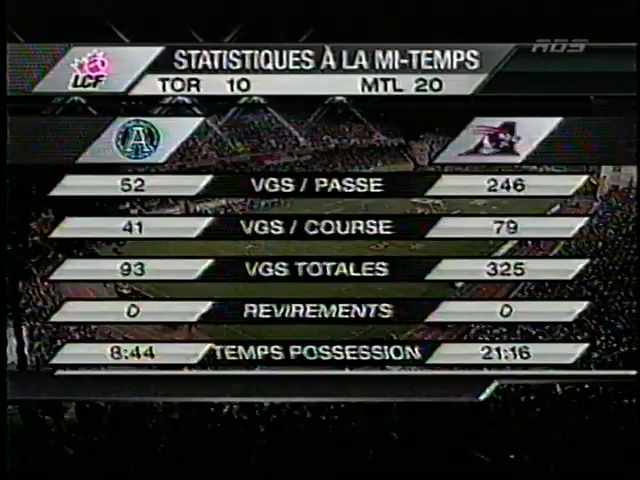 RDS
LCF
STATISTIQUES À LA MI-TEMPS
TOR 10 MTL 20
A
52 VGS / PASSE 246
41 VGS / COURSE 79
93 VGS TOTALES 325
0 REVIREMENTS 0
8:44 TEMPS POSSESSION 21:16